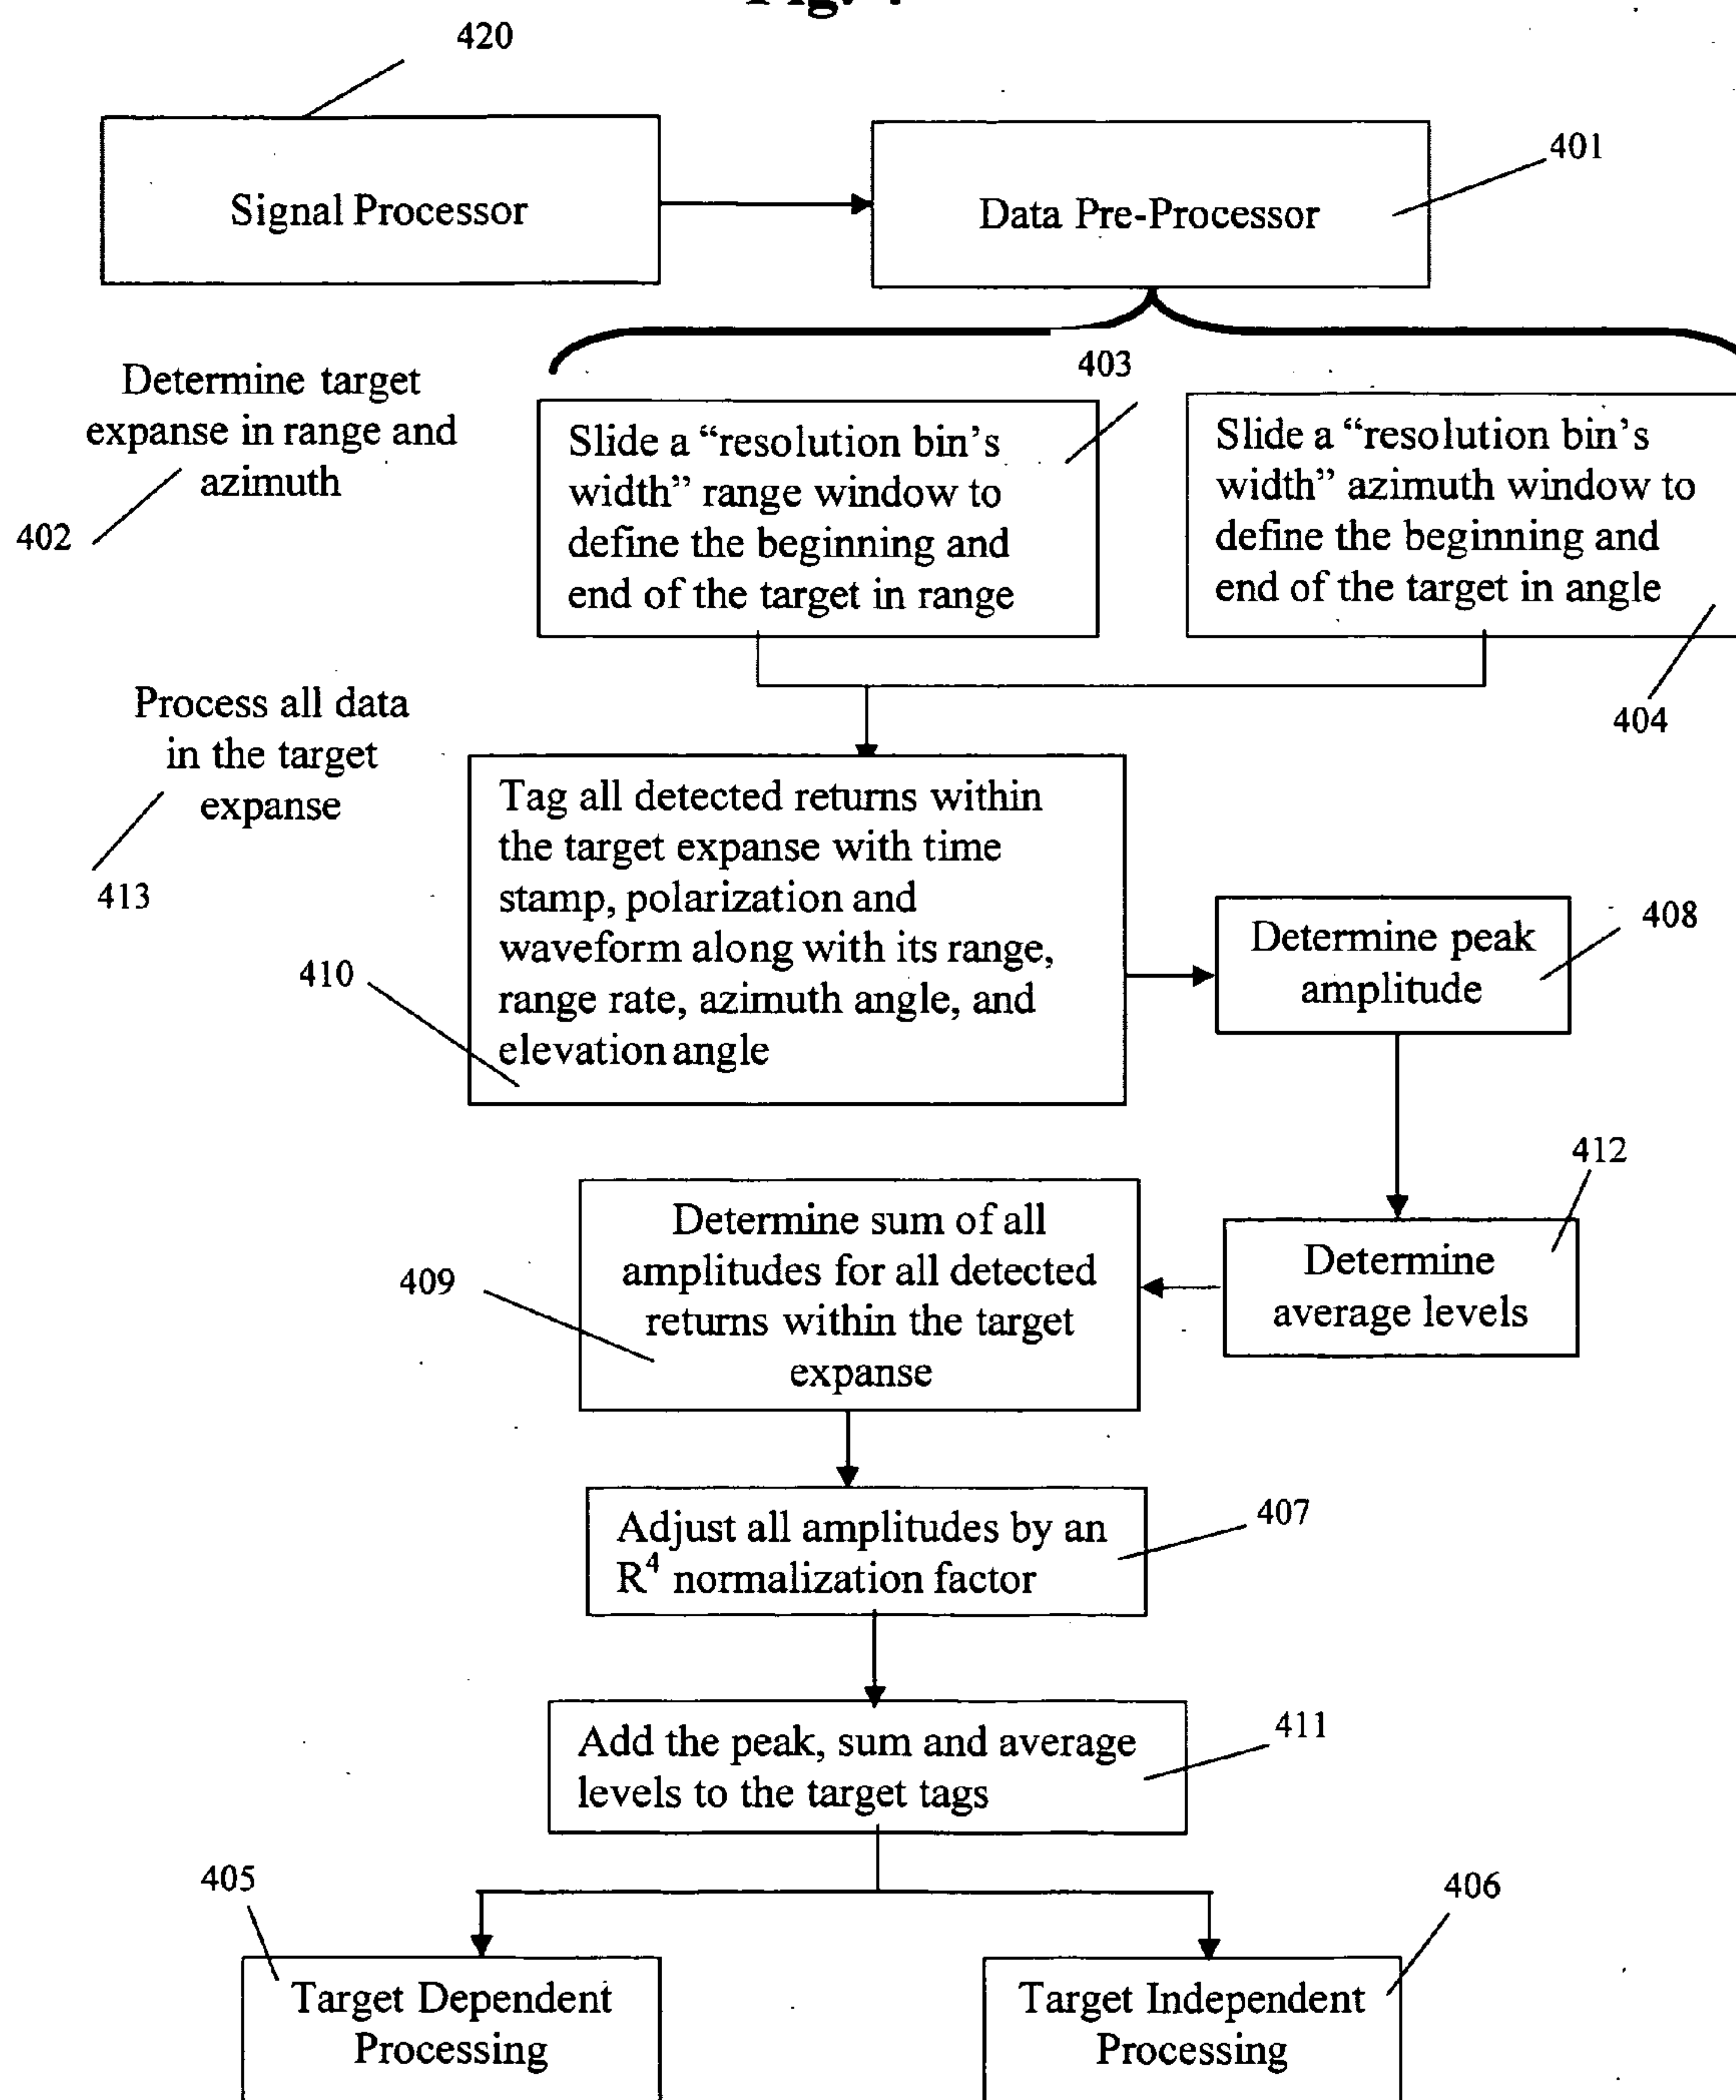 420
401
Signal Processor
Data Pre-Processor
403
Determine target
expanse in range and
azimuth
402
Slide a “resolution bin’s
width” range window to
define the beginning and
end of the target in range
Slide a “resolution bin’s
width” azimuth window to
define the beginning and
end of the target in angle
404
Process all data
in the target
expanse
413
Tag all detected returns within
the target expanse with time
stamp, polarization and
waveform along with its range,
range rate, azimuth angle, and
elevation angle
410
Determine peak
amplitude
408
412
Determine
average levels
Determine sum of all
amplitudes for all detected
returns within the target
expanse
409
Adjust all amplitudes by an
R⁴ normalization factor
407
Add the peak, sum and average
levels to the target tags
411
405
Target Dependent
Processing
406
Target Independent
Processing